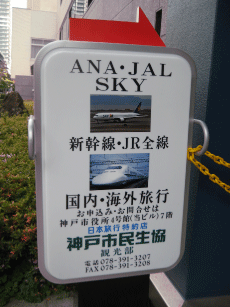 ANA・JAL
SKY
新幹線・JR全線
国内・海外旅行
お申込み・お問合せは
神戸市役所4号館(当ビル)7階
日本旅行特約店
神戸市民生協
観光部
電話 078-391-3207
FAX 078-391-3208